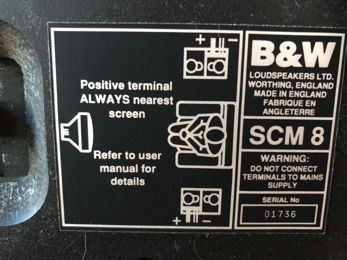 + -
Positive terminal
ALWAYS nearest
screen
Refer to user
manual for
details
+ -
B&W
LOUDSPEAKERS LTD.
WORTHING, ENGLAND
MADE IN ENGLAND
FABRIQUE EN
ANGLETERRE
SCM 8
WARNING:
DO NOT CONNECT
TERMINALS TO MAINS
SUPPLY
SERIAL No
01736